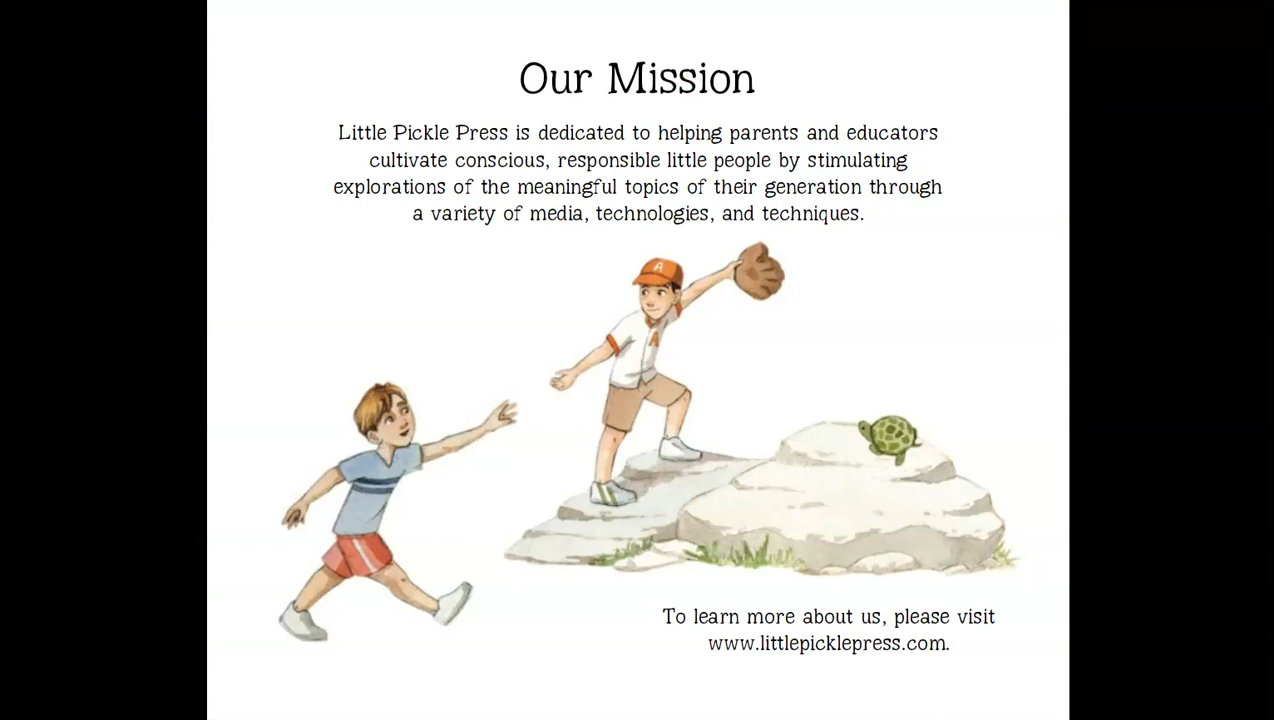 Our Mission
Little Pickle Press is dedicated to helping parents and educators
cultivate conscious, responsible little people by stimulating
explorations of the meaningful topics of their generation through
a variety of media, technologies, and techniques.
A
A
To learn more about us, please visit
www.littlepicklepress.com.